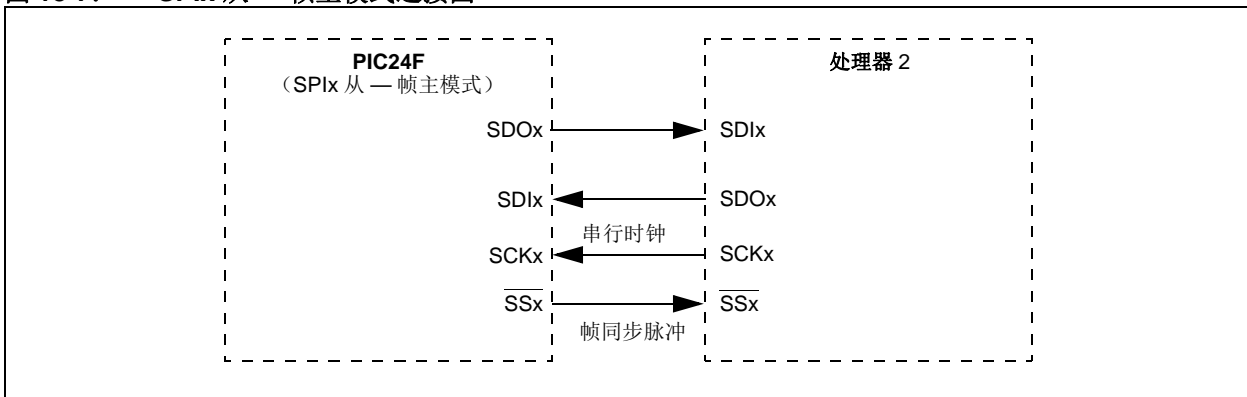 PIC24F
（SPIx 从 — 帧主模式）
处理器 2
SDOx
SDIx
SDIx
SDOx
串行时钟
SCKx
SCKx
SSx
SSx
帧同步脉冲